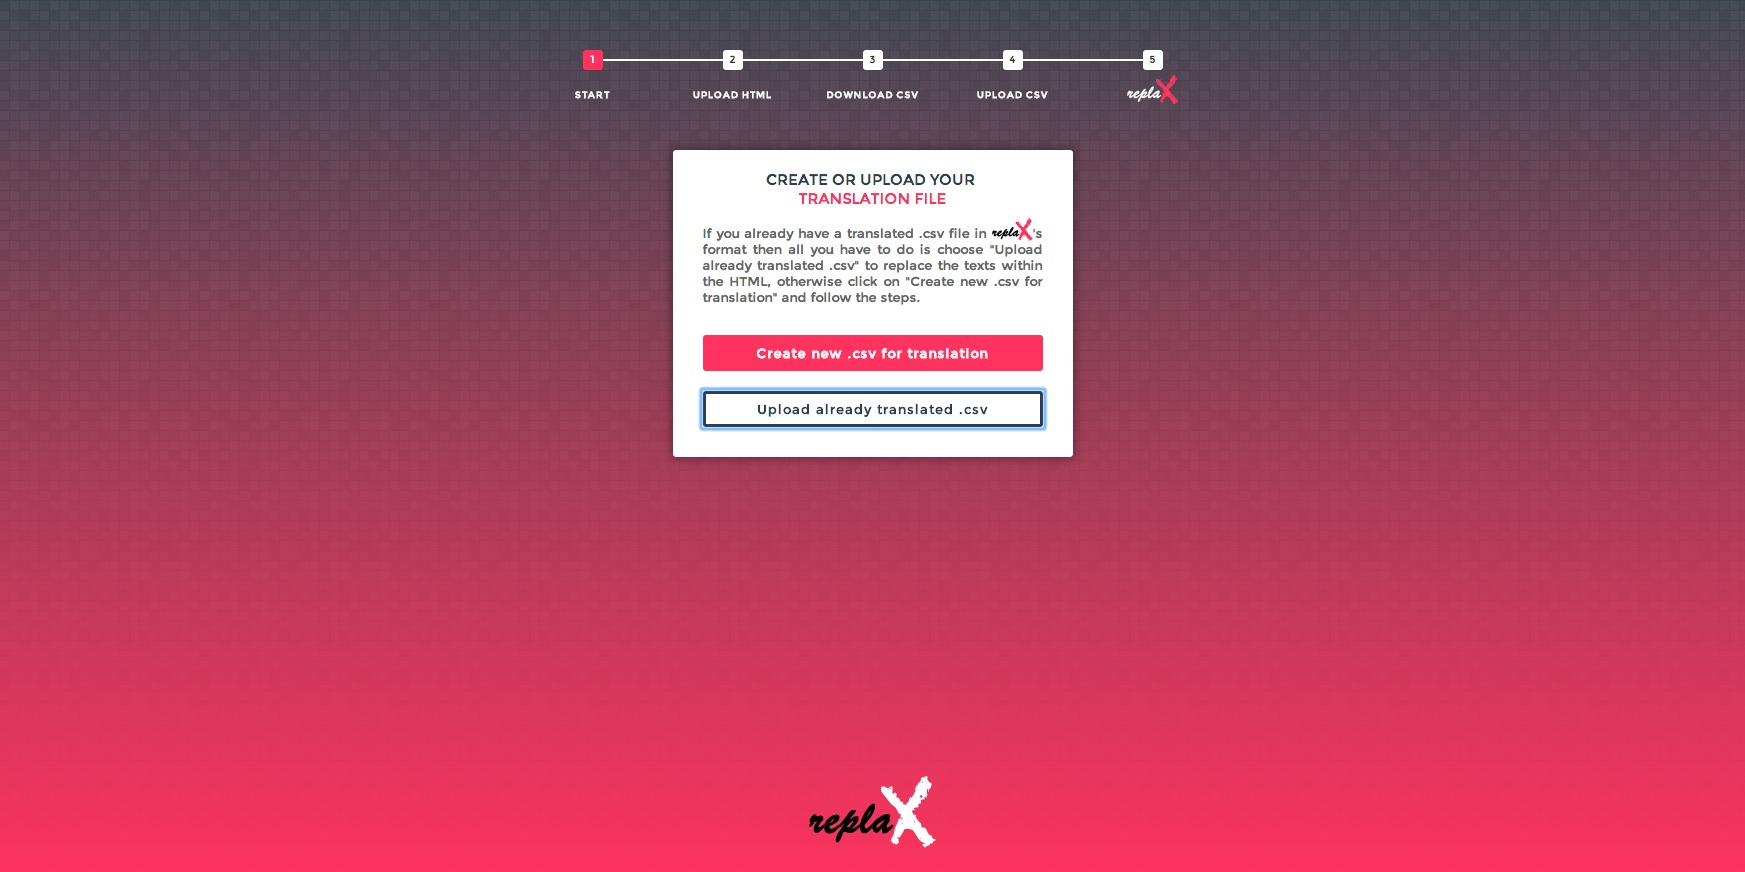 1 2 3 4 5
START UPLOAD HTML DOWNLOAD CSV UPLOAD CSV replaX
CREATE OR UPLOAD YOUR
TRANSLATION FILE
If you already have a translated .csv file in replaX's
format then all you have to do is choose "Upload
already translated .csv" to replace the texts within
the HTML, otherwise click on "Create new .csv for
translation" and follow the steps.
Create new .csv for translation
Upload already translated .csv
replaX